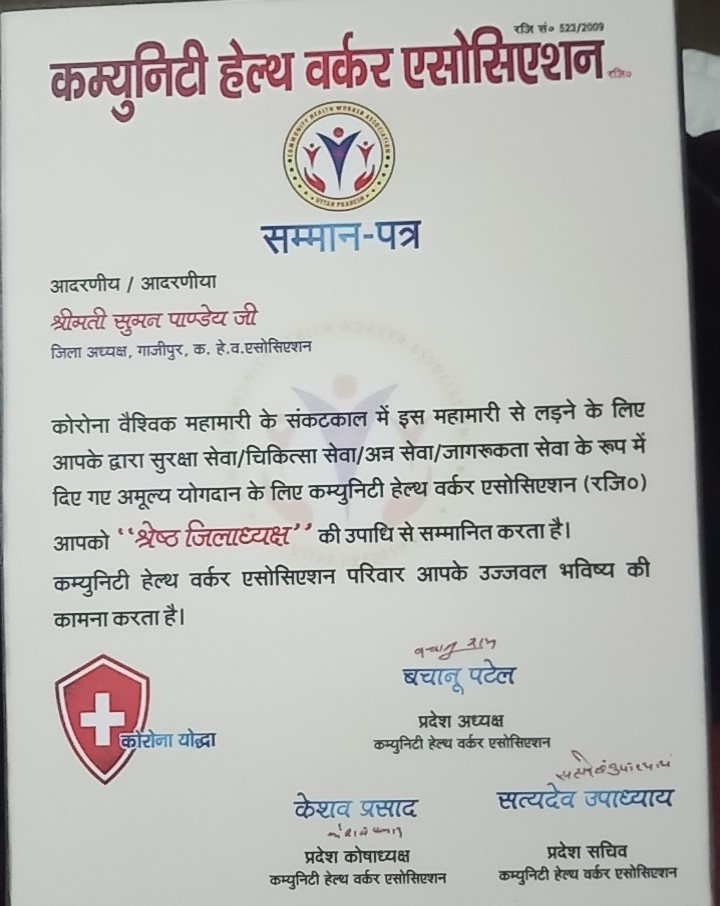 रजि सं० 523/2009
कम्युनिटी हेल्थ वर्कर एसोसिएशन रजि०
COMMUNITY HEALTH WORKER ASSOCIATION
UTTAR PRADESH
सम्मान-पत्र
आदरणीय / आदरणीया
श्रीमती सुमन पाण्डेय जी
जिला अध्यक्ष, गाजीपुर, क. हे.व.एसोसिएशन
कोरोना वैश्विक महामारी के संकटकाल में इस महामारी से लड़ने के लिए
आपके द्वारा सुरक्षा सेवा/चिकित्सा सेवा/अन्न सेवा/जागरूकता सेवा के रूप में
दिए गए अमूल्य योगदान के लिए कम्युनिटी हेल्थ वर्कर एसोसिएशन (रजि०)
आपको ‘‘श्रेष्ठ जिलाध्यक्ष’’ की उपाधि से सम्मानित करता है।
कम्युनिटी हेल्थ वर्कर एसोसिएशन परिवार आपके उज्जवल भविष्य की
कामना करता है।
कोरोना योद्धा
बचानू पटेल
प्रदेश अध्यक्ष
कम्युनिटी हेल्थ वर्कर एसोसिएशन
केशव प्रसाद
प्रदेश कोषाध्यक्ष
कम्युनिटी हेल्थ वर्कर एसोसिएशन
सत्यदेव उपाध्याय
प्रदेश सचिव
कम्युनिटी हेल्थ वर्कर एसोसिएशन